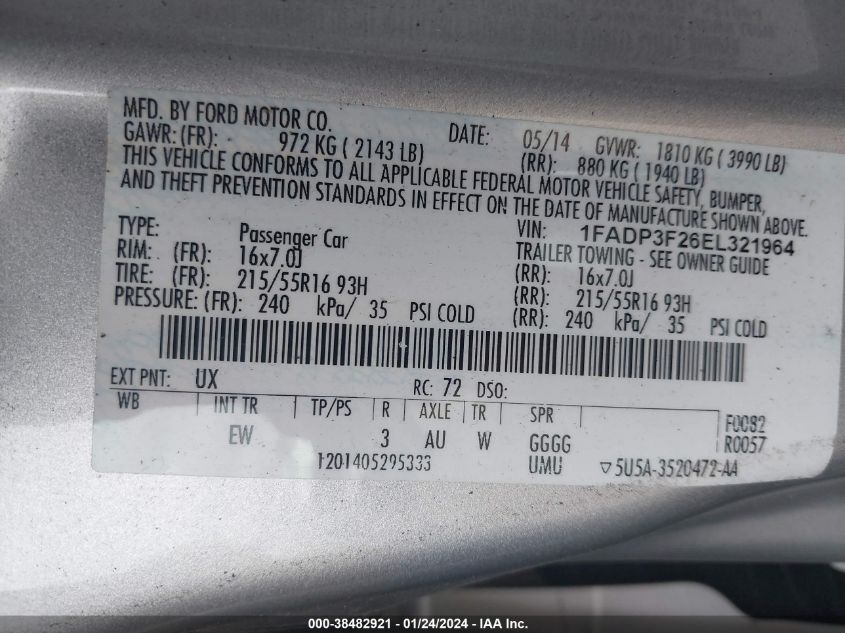 MFD. BY FORD MOTOR CO.
DATE: 05/14 GVWR: 1810 KG ( 3990 LB)
GAWR: (FR): 972 KG ( 2143 LB) (RR): 880 KG ( 1940 LB)
THIS VEHICLE CONFORMS TO ALL APPLICABLE FEDERAL MOTOR VEHICLE SAFETY, BUMPER,
AND THEFT PREVENTION STANDARDS IN EFFECT ON THE DATE OF MANUFACTURE SHOWN ABOVE.
VIN: 1FADP3F26EL321964
TYPE: Passenger Car TRAILER TOWING - SEE OWNER GUIDE
RIM: (FR): 16x7.0J (RR): 16x7.0J
TIRE: (FR): 215/55R16 93H (RR): 215/55R16 93H
PRESSURE: (FR): 240 kPa/ 35 PSI COLD (RR): 240 kPa/ 35 PSI COLD
EXT PNT: UX RC: 72 DSO:
WB INT TR TP/PS R AXLE TR SPR F0082
EW 3 AU W GGGG R0057
1201405295333 UMU ▽5U5A-3520472-AA
000-38482921 - 01/24/2024 - IAA Inc.